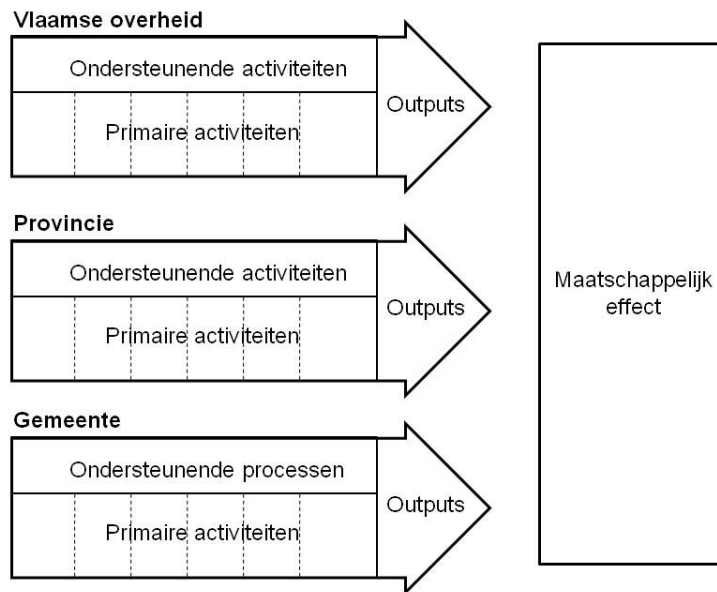 Vlaamse overheid
Ondersteunende activiteiten
Outputs
Primaire activiteiten
Provincie
Ondersteunende activiteiten
Outputs
Primaire activiteiten
Gemeente
Ondersteunende processen
Outputs
Primaire activiteiten
Maatschappelijk
effect